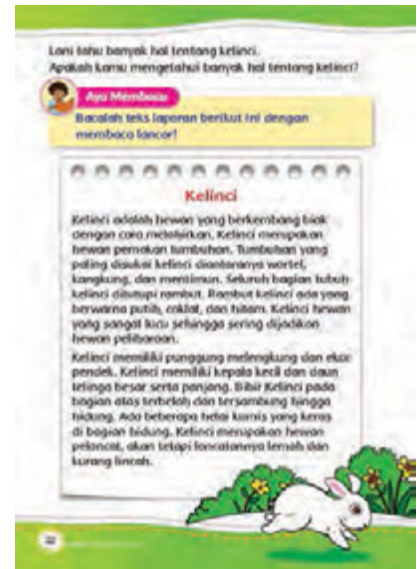 Lani tahu banyak hal tentang kelinci.
Apakah kamu mengetahui banyak hal tentang kelinci?
Ayo Membaca
Bacalah teks laporan berikut ini dengan
membaca lancar!
Kelinci
Kelinci adalah hewan yang berkembang biak
dengan cara melahirkan. Kelinci merupakan
hewan pemakan tumbuhan. Tumbuhan yang
paling disukai kelinci diantaranya wortel,
kangkung, dan mentimun. Seluruh bagian tubuh
kelinci ditutupi rambut. Rambut kelinci ada yang
berwarna putih, coklat, dan hitam. Kelinci hewan
yang sangat lucu sehingga sering dijadikan
hewan peliharaan.
Kelinci memiliki punggung melengkung dan ekor
pendek. Kelinci memiliki kepala kecil dan daun
telinga besar serta panjang. Bibir Kelinci pada
bagian atas terbelah dan tersambung hingga
hidung. Ada beberapa helai kumis yang keras
di bagian hidung. Kelinci merupakan hewan
peloncat, akan tetapi loncatannya lemah dan
kurang lincah.